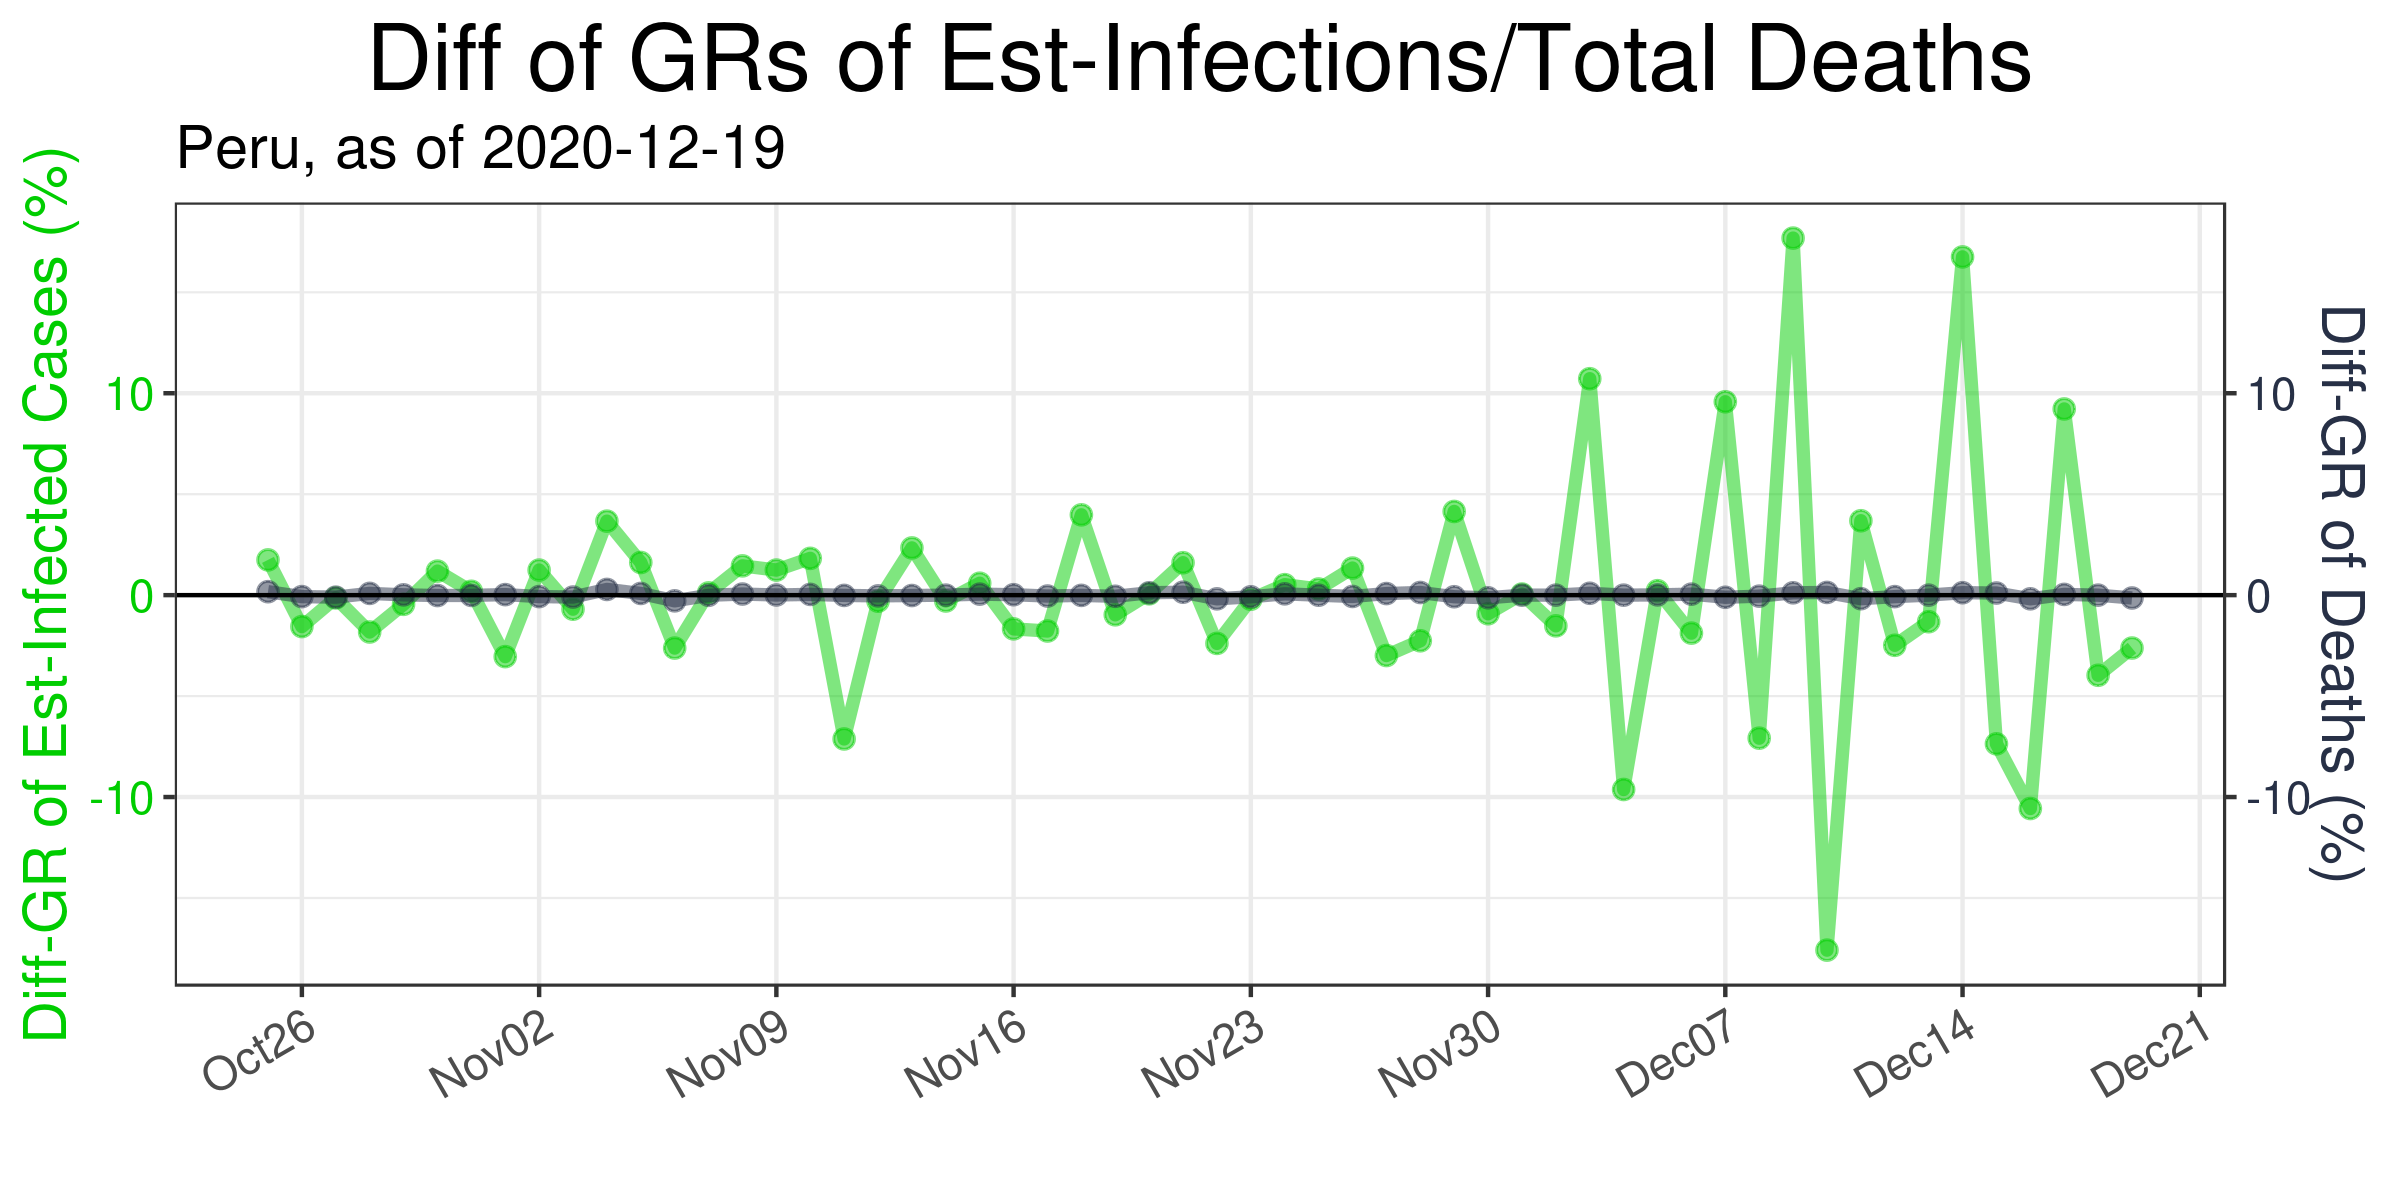 Diff of GRs of Est-Infections/Total Deaths
Peru, as of 2020-12-19
Diff-GR of Est-Infected Cases (%)
10
0
-10
10
0
-10
Diff-GR of Deaths (%)
Oct26
Nov02
Nov09
Nov16
Nov23
Nov30
Dec07
Dec14
Dec21